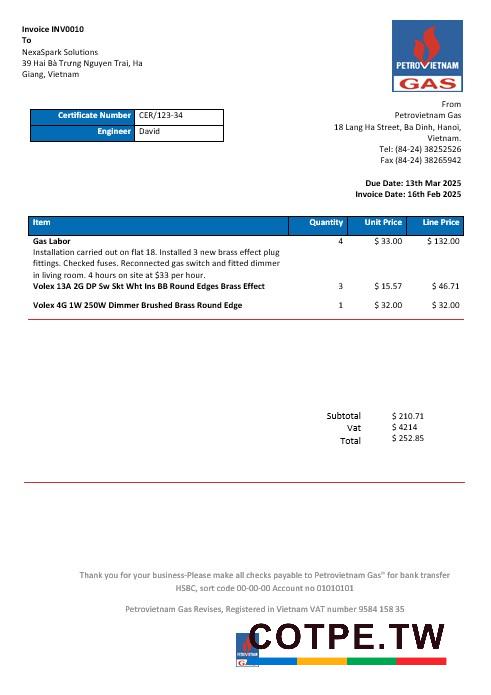 Invoice INV0010
To
NexaSpark Solutions
39 Hai Bà Trưng Nguyen Trai, Ha
Giang, Vietnam
PETROVIETNAM
GAS
From
Petrovietnam Gas
18 Lang Ha Street, Ba Dinh, Hanoi,
Vietnam.
Tel: (84-24) 38252526
Fax (84-24) 38265942
Certificate Number CER/123-34
Engineer David
Due Date: 13th Mar 2025
Invoice Date: 16th Feb 2025
Item Quantity Unit Price Line Price
Gas Labor 4 $ 33.00 $ 132.00
Installation carried out on flat 18. Installed 3 new brass effect plug
fittings. Checked fuses. Reconnected gas switch and fitted dimmer
in living room. 4 hours on site at $33 per hour.
Volex 13A 2G DP Sw Skt Wht Ins BB Round Edges Brass Effect 3 $ 15.57 $ 46.71
Volex 4G 1W 250W Dimmer Brushed Brass Round Edge 1 $ 32.00 $ 32.00
Subtotal $ 210.71
Vat $ 4214
Total $ 252.85
Thank you for your business-Please make all checks payable to Petrovietnam Gas" for bank transfer
HSBC, sort code 00-00-00 Account no 01010101
Petrovietnam Gas Revises, Registered in Vietnam VAT number 9584 158 35
COTPE.TW